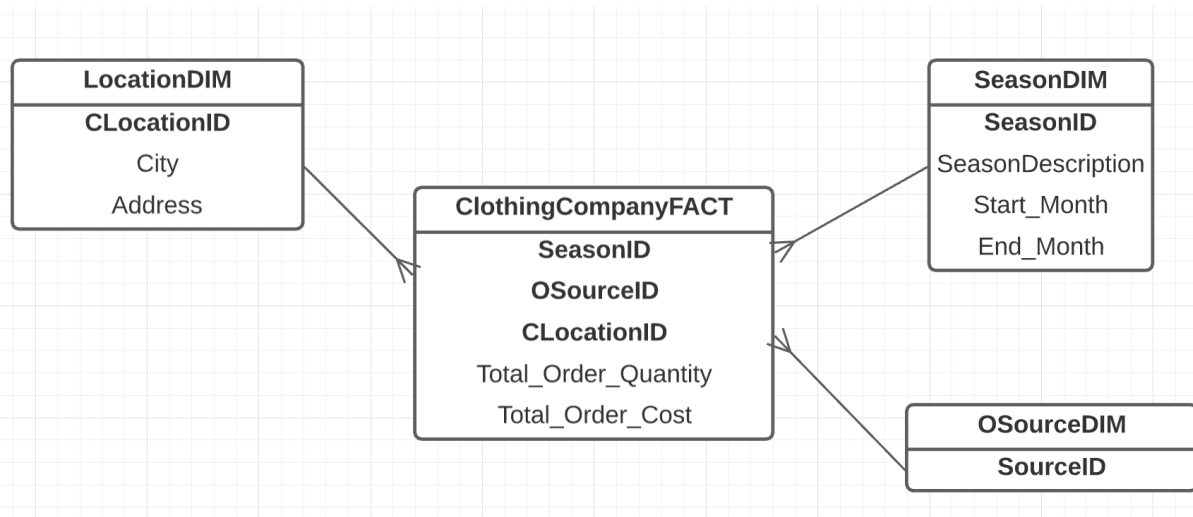 LocationDIM
CLocationID
City
Address
ClothingCompanyFACT
SeasonID
OSourceID
CLocationID
Total_Order_Quantity
Total_Order_Cost
SeasonDIM
SeasonID
SeasonDescription
Start_Month
End_Month
OSourceDIM
SourceID